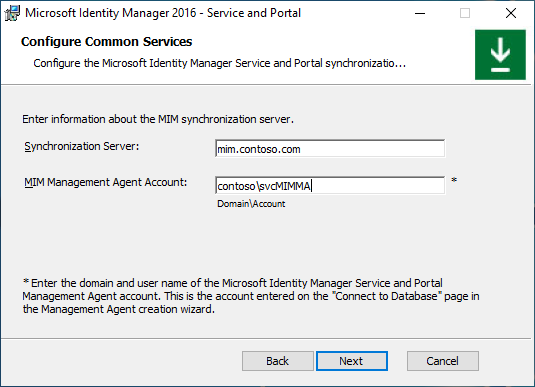 Microsoft Identity Manager 2016 - Service and Portal
Configure Common Services
Configure the Microsoft Identity Manager Service and Portal synchronizatio...
Enter information about the MIM synchronization server.
Synchronization Server:
mim.contoso.com
MIM Management Agent Account:
contoso\svcMIMMA
*
Domain\Account
* Enter the domain and user name of the Microsoft Identity Manager Service and Portal
Management Agent account. This is the account entered on the "Connect to Database" page in
the Management Agent creation wizard.
Back
Next
Cancel